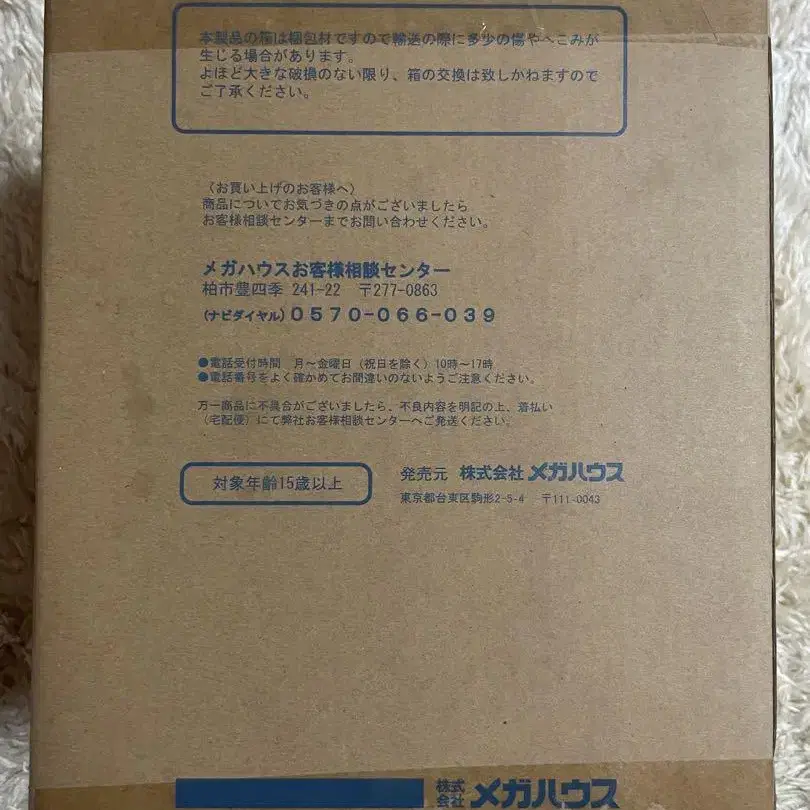 本製品の箱は梱包材ですので輸送の際に多少の傷やへこみが
生じる場合があります。
よほど大きな破損のない限り、箱の交換は致しかねますので
ご了承ください。
〈お買い上げのお客様へ〉
商品についてお気づきの点がございましたら
お客様相談センターまでお問い合わせください。
メガハウスお客様相談センター
柏市豊四季 241-22 〒277-0863
(ナビダイヤル) 0570-066-039
●電話受付時間 月～金曜日（祝日を除く）10時～17時
●電話番号をよく確かめてお間違いのないようご注意ください。
万一商品に不具合がございましたら、不良内容を明記の上、着払い
（宅配便）にて弊社お客様相談センターへご発送ください。
対象年齢15歳以上
発売元 株式会社 メガハウス
東京都台東区駒形2-5-4 〒111-0043
株式会社 メガハウス